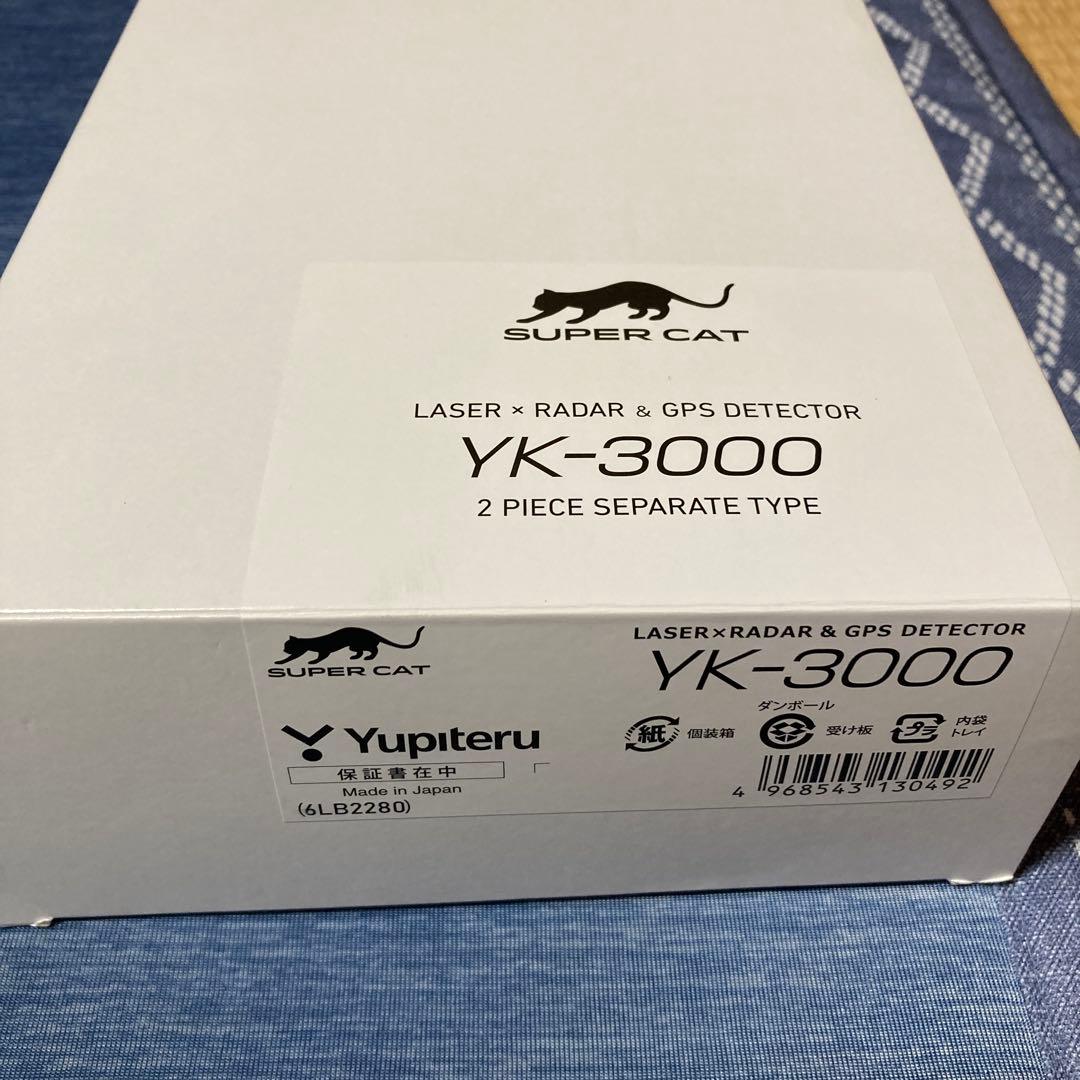 SUPER CAT
LASER × RADAR & GPS DETECTOR
YK-3000
2 PIECE SEPARATE TYPE
SUPER CAT
LASER×RADAR & GPS DETECTOR
YK-3000
Yupiteru
保証書在中
Made in Japan
(6LB2280)
紙 個装箱
ダンボール
受け板
プラ
内袋
トレイ
4 968543 130492